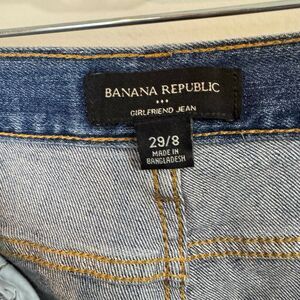 BANANA REPUBLIC
GIRLFRIEND JEAN
29/8
MADE IN
BANGLADESH